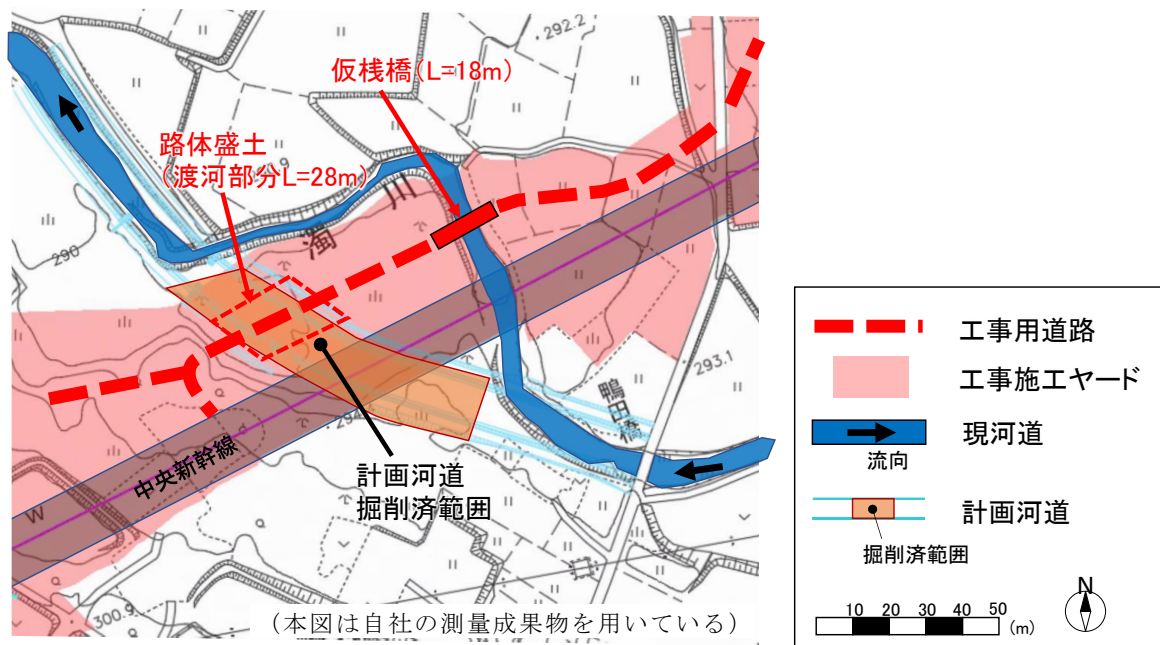 292.2
仮桟橋(L=18m)
路体盛土
(渡河部分L=28m)
濁
川
290
293.1
鴨田橋
294
中央新幹線
計画河道
掘削済範囲
W
300.9
(本図は自社の測量成果物を用いている)
工事用道路
工事施工ヤード
現河道
流向
計画河道
掘削済範囲
N
10 20 30 40 50
(m)